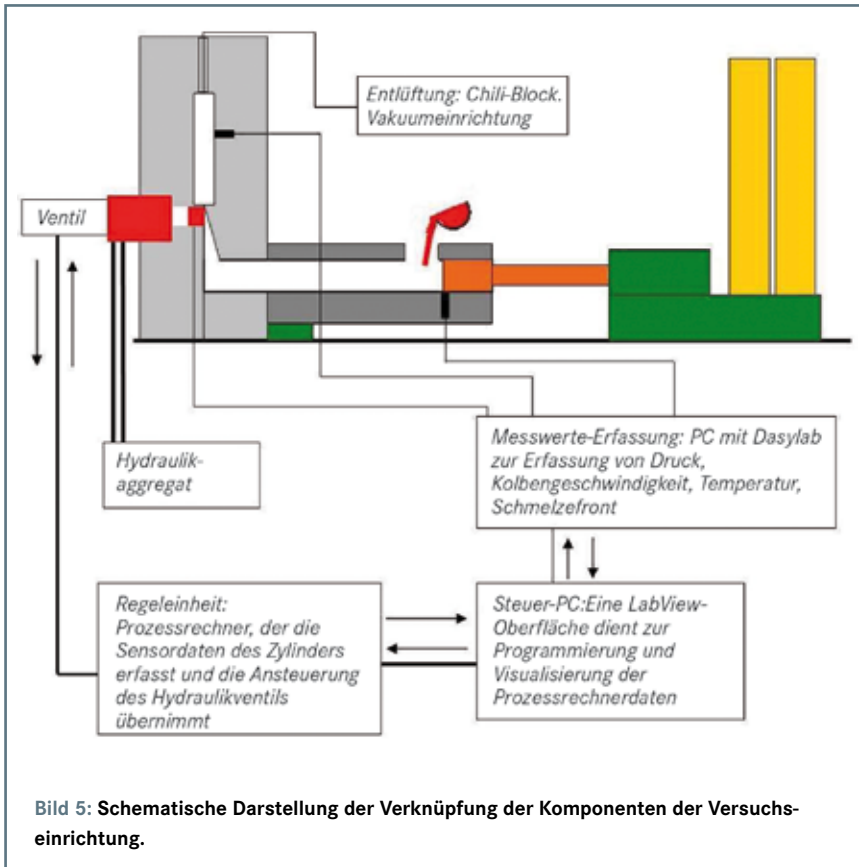 Entlüftung: Chili-Block.
Vakuumeinrichtung
Ventil
Hydraulik-
aggregat
Messwerte-Erfassung: PC mit Dasylab
zur Erfassung von Druck,
Kolbengeschwindigkeit, Temperatur,
Schmelzefront
Regeleinheit:
Prozessrechner, der die
Sensordaten des Zylinders
erfasst und die Ansteuerung
des Hydraulikventils
übernimmt
Steuer-PC:Eine LabView-
Oberfläche dient zur
Programmierung und
Visualisierung der
Prozessrechnerdaten
Bild 5: Schematische Darstellung der Verknüpfung der Komponenten der Versuchs-
einrichtung.